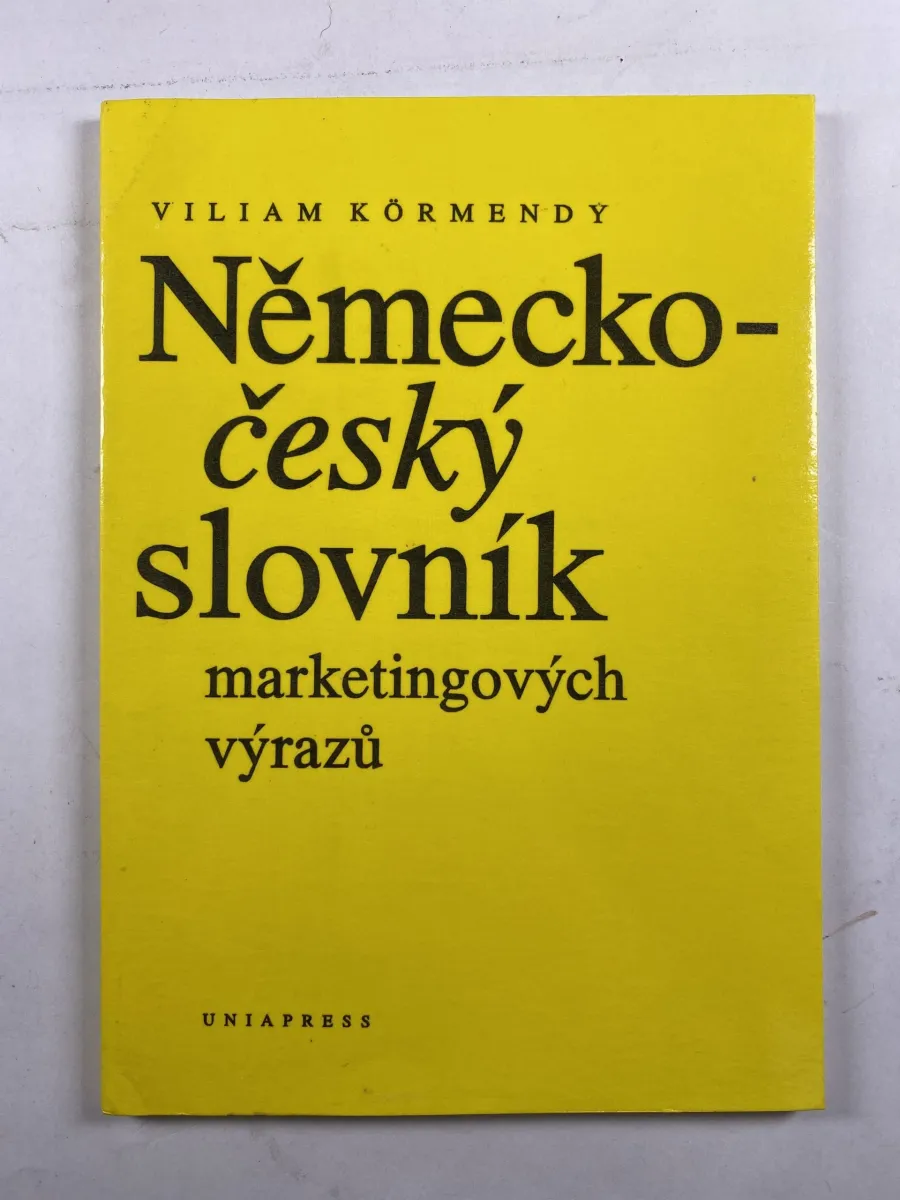 VILIAM KÖRMENDY
Německo-
český
slovník
marketingových
výrazů
UNIAPRESS